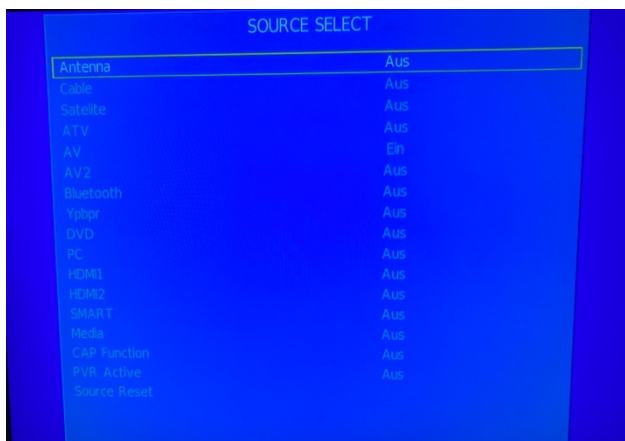 SOURCE SELECT
Antenna Aus
Cable Aus
Satelite Aus
ATV Aus
AV Ein
AV2 Aus
Bluetooth Aus
Ypbpr Aus
DVD Aus
PC Aus
HDMI1 Aus
HDMI2 Aus
SMART Aus
Media Aus
CAP Function Aus
PVR Active Aus
Source Reset